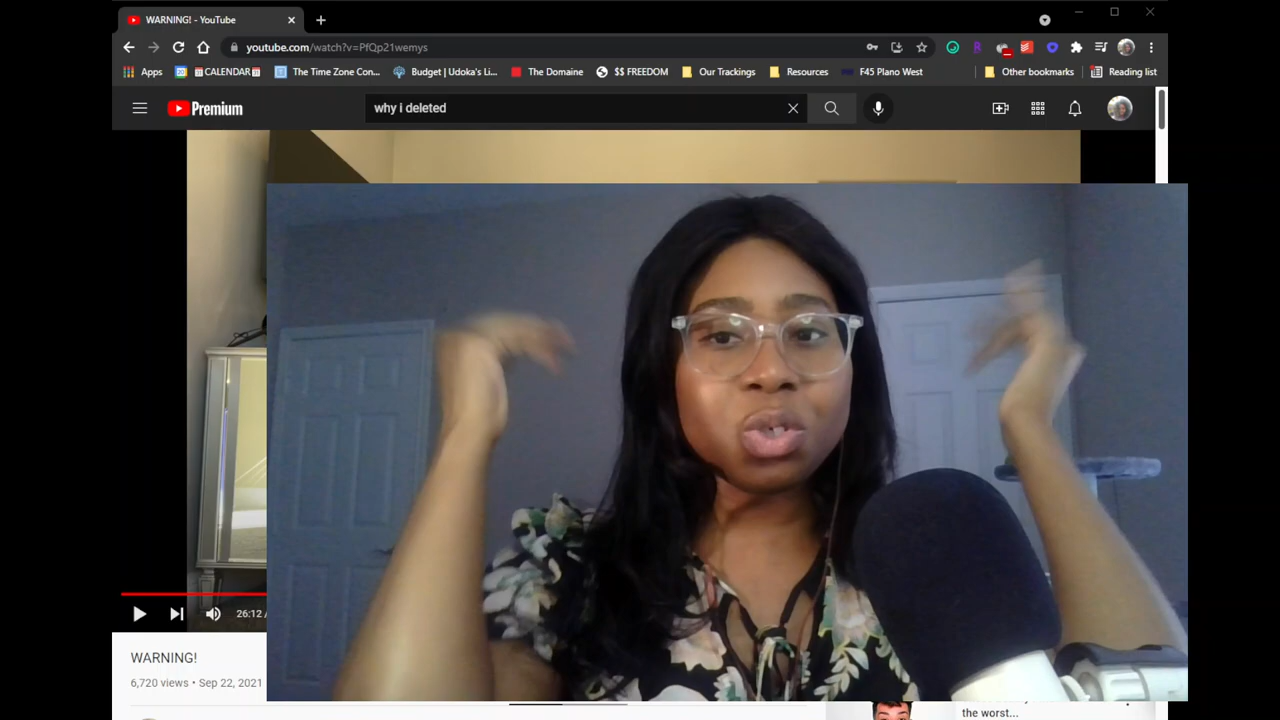 WARNING! - YouTube
youtube.com/watch?v=PfQp21wemys
Apps CALENDAR The Time Zone Con... Budget | Udoka's Li... The Domaine $$ FREEDOM Our Trackings Resources F45 Plano West Other bookmarks Reading list
Premium why i deleted
26:12 /
WARNING!
6,720 views • Sep 22, 2021
the worst...